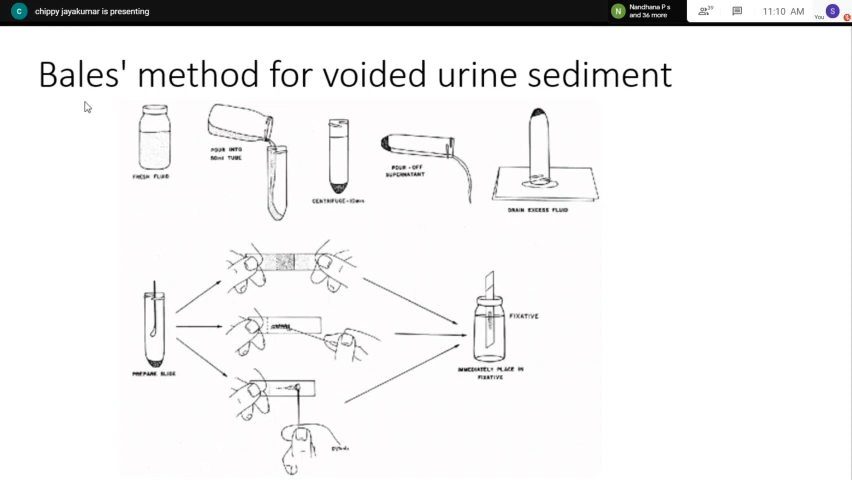 C
chippy jayakumar is presenting
N
Nandhana P s
and 36 more
39
11:10 AM
You
S
Bales' method for voided urine sediment
FRESH FLUID
POUR INTO
50ml TUBE
CENTRIFUGE-10min
POUR-OFF
SUPERNATANT
DRAIN EXCESS FLUID
PREPARE SLIDE
FIXATIVE
IMMEDIATELY PLACE IN
FIXATIVE